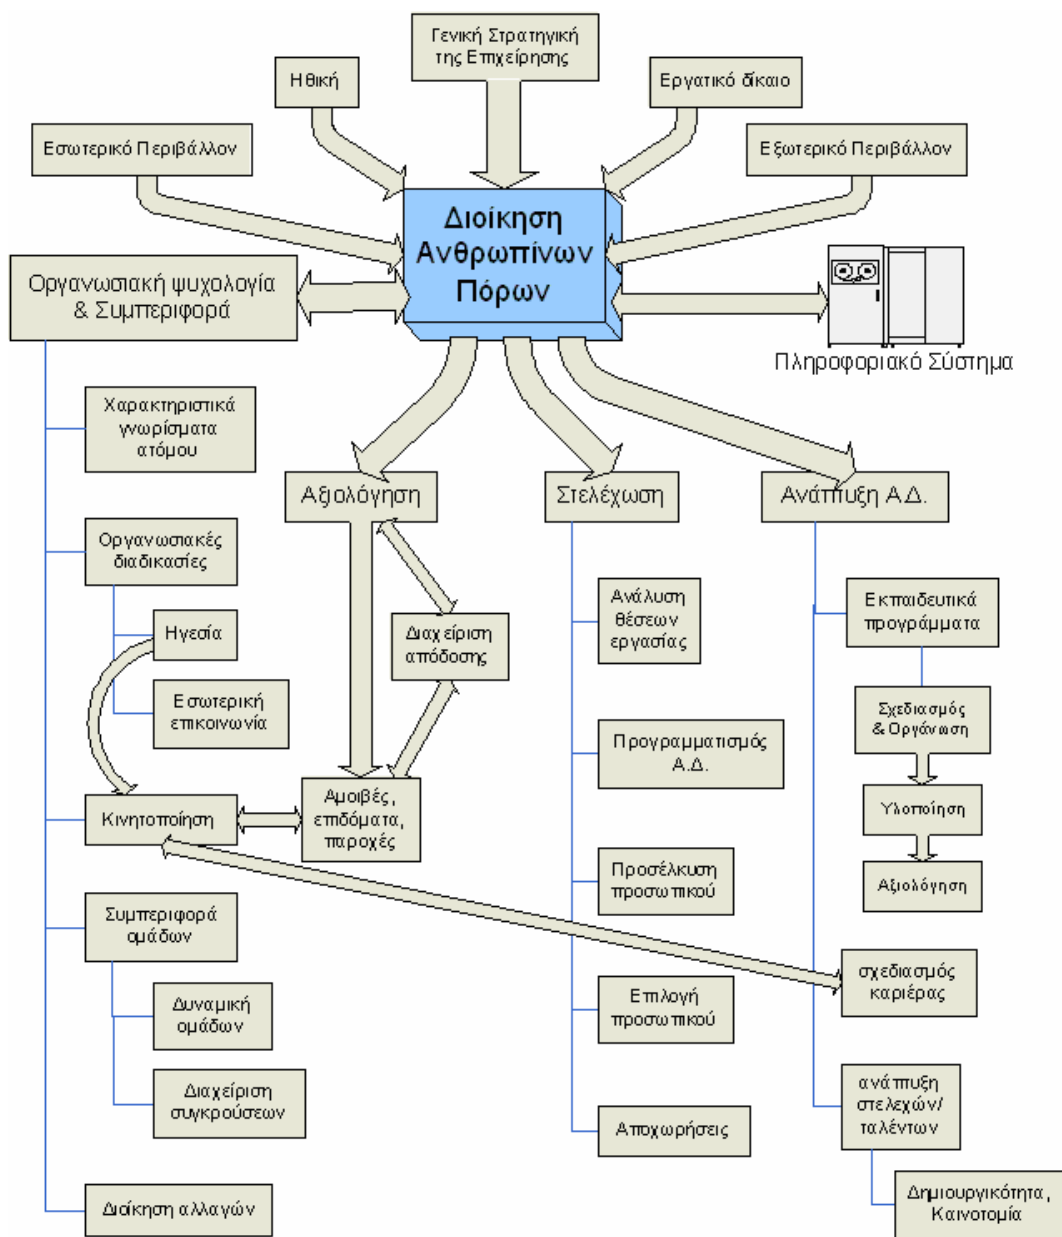 Γενική Στρατηγική
της Επιχείρησης
Ηθική
Εργατικό δίκαιο
Εσωτερικό Περιβάλλον
Εξωτερικό Περιβάλλον
Διοίκηση
Ανθρωπίνων
Πόρων
Οργανωσιακή ψυχολογία
& Συμπεριφορά
Πληροφοριακό Σύστημα
Χαρακτηριστικά
γνωρίσματα
ατόμου
Οργανωσιακές
διαδικασίες
Ηγεσία
Εσωτερική
επικοινωνία
Κινητοποίηση
Συμπεριφορά
ομάδων
Δυναμική
ομάδων
Διαχείριση
συγκρούσεων
Διοίκηση αλλαγών
Αξιολόγηση
Διαχείριση
απόδοσης
Αμοιβές,
επιδόματα,
παροχές
Στελέχωση
Ανάλυση
θέσεων
εργασίας
Προγραμματισμός
Α.Δ.
Προσέλκυση
προσωπικού
Επιλογή
προσωπικού
Αποχωρήσεις
Ανάπτυξη Α.Δ.
Εκπαιδευτικά
προγράμματα
Σχεδιασμός
& Οργάνωση
Υλοποίηση
Αξιολόγηση
σχεδιασμός
καριέρας
ανάπτυξη
στελεχών/
ταλέντων
Δημιουργικότητα,
Καινοτομία